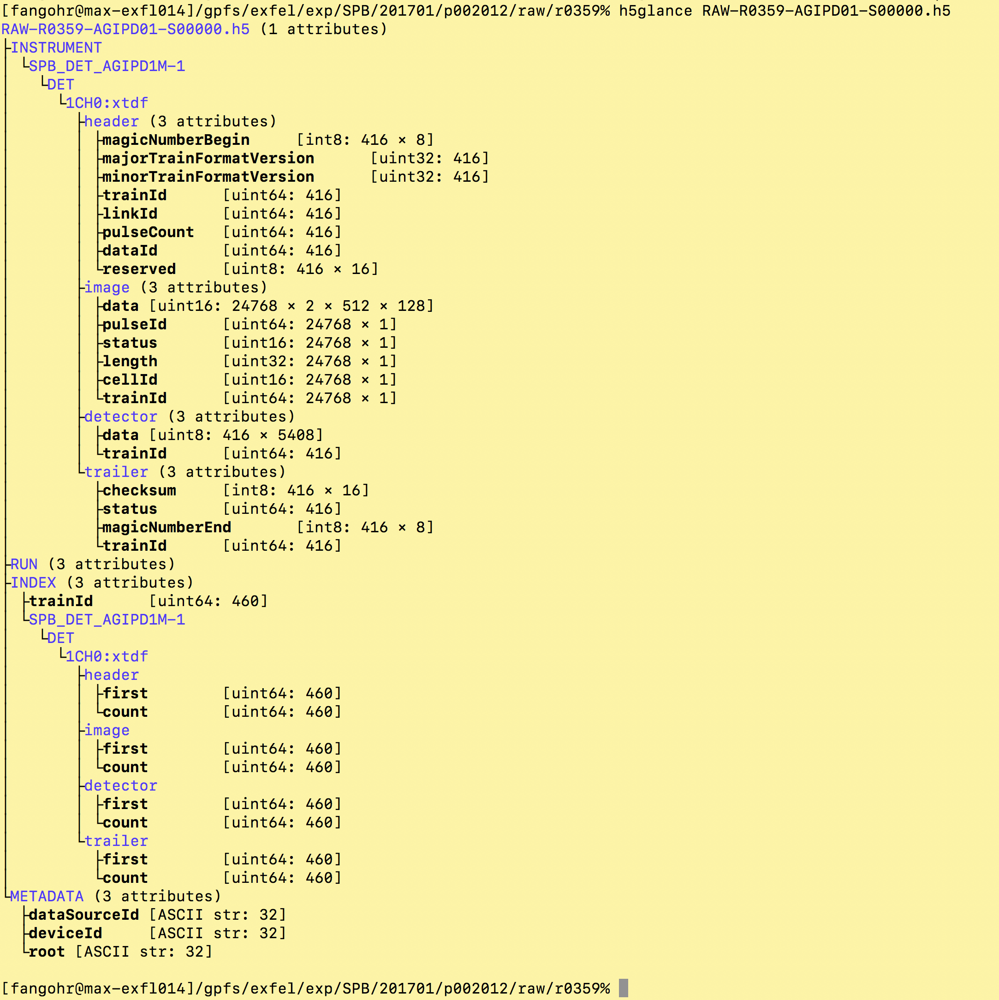 [fangohr@max-exfl014]/gpfs/exfel/exp/SPB/201701/p002012/raw/r0359% h5glance RAW-R0359-AGIPD01-S00000.h5
RAW-R0359-AGIPD01-S00000.h5 (1 attributes)
├INSTRUMENT
│ └SPB_DET_AGIPD1M-1
│   └DET
│     └1CH0:xtdf
│       ├header (3 attributes)
│       │ ├magicNumberBegin	[int8: 416 × 8]
│       │ ├majorTrainFormatVersion	[uint32: 416]
│       │ ├minorTrainFormatVersion	[uint32: 416]
│       │ ├trainId	[uint64: 416]
│       │ ├linkId	[uint64: 416]
│       │ ├pulseCount	[uint64: 416]
│       │ ├dataId	[uint64: 416]
│       │ └reserved	[uint8: 416 × 16]
│       ├image (3 attributes)
│       │ ├data	[uint16: 24768 × 2 × 512 × 128]
│       │ ├pulseId	[uint64: 24768 × 1]
│       │ ├status	[uint16: 24768 × 1]
│       │ ├length	[uint32: 24768 × 1]
│       │ ├cellId	[uint16: 24768 × 1]
│       │ └trainId	[uint64: 24768 × 1]
│       ├detector (3 attributes)
│       │ ├data	[uint8: 416 × 5408]
│       │ └trainId	[uint64: 416]
│       └trailer (3 attributes)
│         ├checksum	[int8: 416 × 16]
│         ├status	[uint64: 416]
│         ├magicNumberEnd	[int8: 416 × 8]
│         └trainId	[uint64: 416]
├RUN (3 attributes)
├INDEX (3 attributes)
│ ├trainId	[uint64: 460]
│ └SPB_DET_AGIPD1M-1
│   └DET
│     └1CH0:xtdf
│       ├header
│       │ ├first	[uint64: 460]
│       │ └count	[uint64: 460]
│       ├image
│       │ ├first	[uint64: 460]
│       │ └count	[uint64: 460]
│       ├detector
│       │ ├first	[uint64: 460]
│       │ └count	[uint64: 460]
│       └trailer
│         ├first	[uint64: 460]
│         └count	[uint64: 460]
└METADATA (3 attributes)
  ├dataSourceId	[ASCII str: 32]
  ├deviceId	[ASCII str: 32]
  └root	[ASCII str: 32]
[fangohr@max-exfl014]/gpfs/exfel/exp/SPB/201701/p002012/raw/r0359%